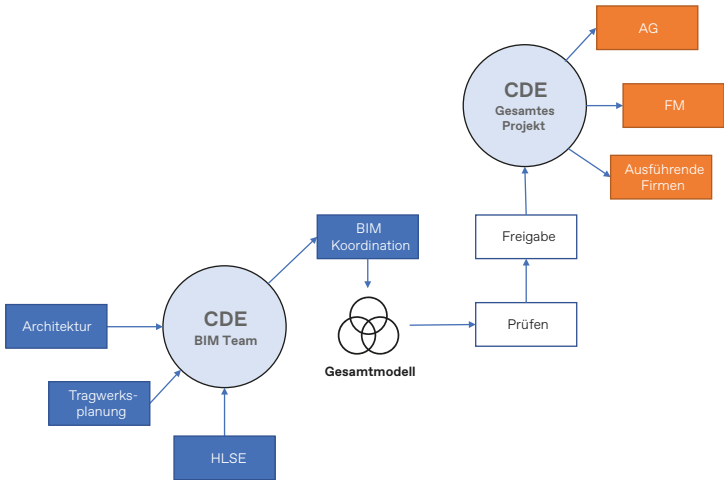 AG
CDE
Gesamtes
Projekt
FM
Ausführende
Firmen
BIM
Koordination
Freigabe
CDE
BIM Team
Architektur
Prüfen
Gesamtmodell
Tragwerks-
planung
HLSE